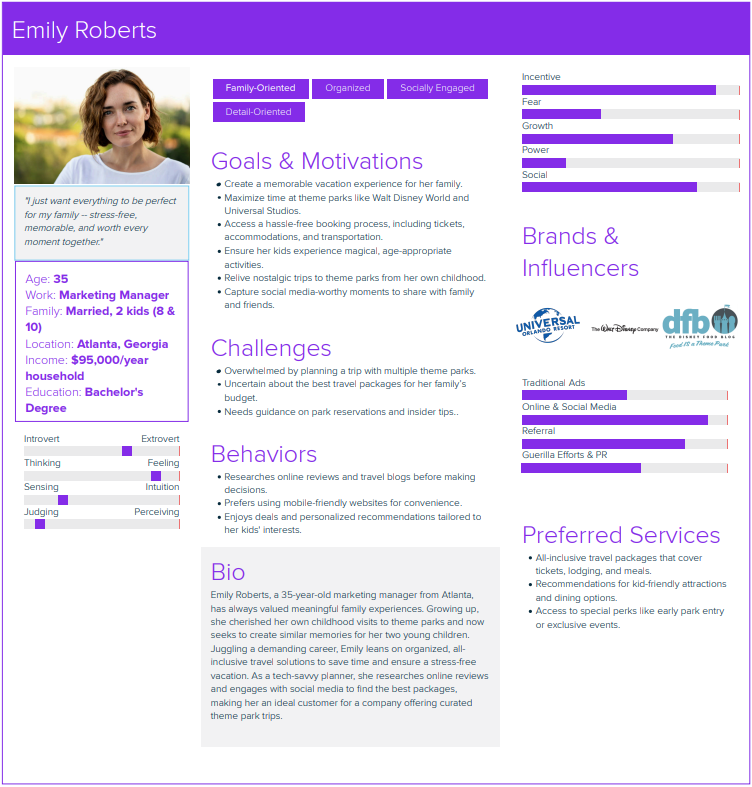 Emily Roberts
"I just want everything to be perfect
for my family -- stress-free,
memorable, and worth every
moment together."
Age: 35
Work: Marketing Manager
Family: Married, 2 kids (8 &
10)
Location: Atlanta, Georgia
Income: $95,000/year
household
Education: Bachelor's
Degree
Introvert Extrovert
Thinking Feeling
Sensing Intuition
Judging Perceiving
Family-Oriented Organized Socially Engaged
Detail-Oriented
Goals & Motivations
• Create a memorable vacation experience for her family.
• Maximize time at theme parks like Walt Disney World and
Universal Studios.
• Access a hassle-free booking process, including tickets,
accommodations, and transportation.
• Ensure her kids experience magical, age-appropriate
activities.
• Relive nostalgic trips to theme parks from her own childhood.
• Capture social media-worthy moments to share with family
and friends.
Challenges
• Overwhelmed by planning a trip with multiple theme parks.
• Uncertain about the best travel packages for her family's
budget.
• Needs guidance on park reservations and insider tips..
Behaviors
• Researches online reviews and travel blogs before making
decisions.
• Prefers using mobile-friendly websites for convenience.
• Enjoys deals and personalized recommendations tailored to
her kids' interests.
Bio
Emily Roberts, a 35-year-old marketing manager from Atlanta,
has always valued meaningful family experiences. Growing up,
she cherished her own childhood visits to theme parks and now
seeks to create similar memories for her two young children.
Juggling a demanding career, Emily leans on organized, all-
inclusive travel solutions to save time and ensure a stress-free
vacation. As a tech-savvy planner, she researches online reviews
and engages with social media to find the best packages,
making her an ideal customer for a company offering curated
theme park trips.
Incentive
Fear
Growth
Power
Social
Brands &
Influencers
UNIVERSAL
ORLANDO RESORT
The Walt Disney Company
dfb
THE DISNEY FOOD BLOG
Food IS a Theme Park
Traditional Ads
Online & Social Media
Referral
Guerilla Efforts & PR
Preferred Services
• All-inclusive travel packages that cover
tickets, lodging, and meals.
• Recommendations for kid-friendly attractions
and dining options.
• Access to special perks like early park entry
or exclusive events.